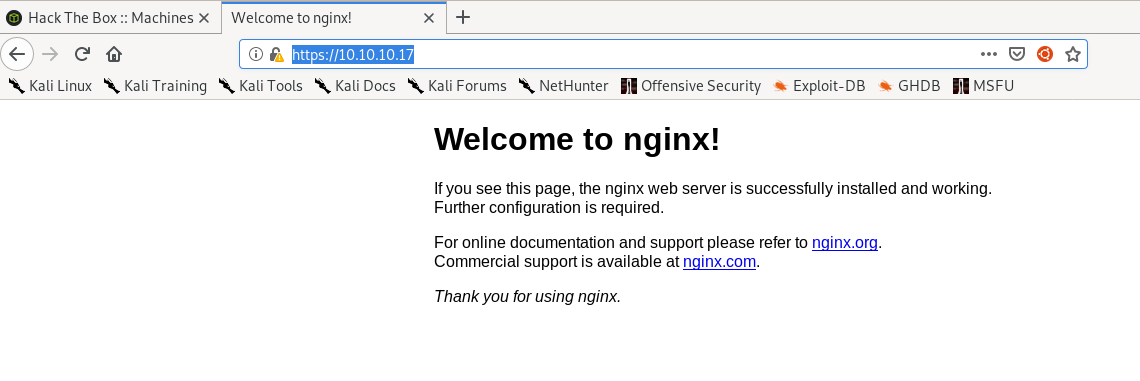 Hack The Box :: Machines
Welcome to nginx!
https://10.10.10.17
Kali Linux Kali Training Kali Tools Kali Docs Kali Forums NetHunter Offensive Security Exploit-DB GHDB MSFU
Welcome to nginx!
If you see this page, the nginx web server is successfully installed and working.
Further configuration is required.
For online documentation and support please refer to nginx.org.
Commercial support is available at nginx.com.
Thank you for using nginx.